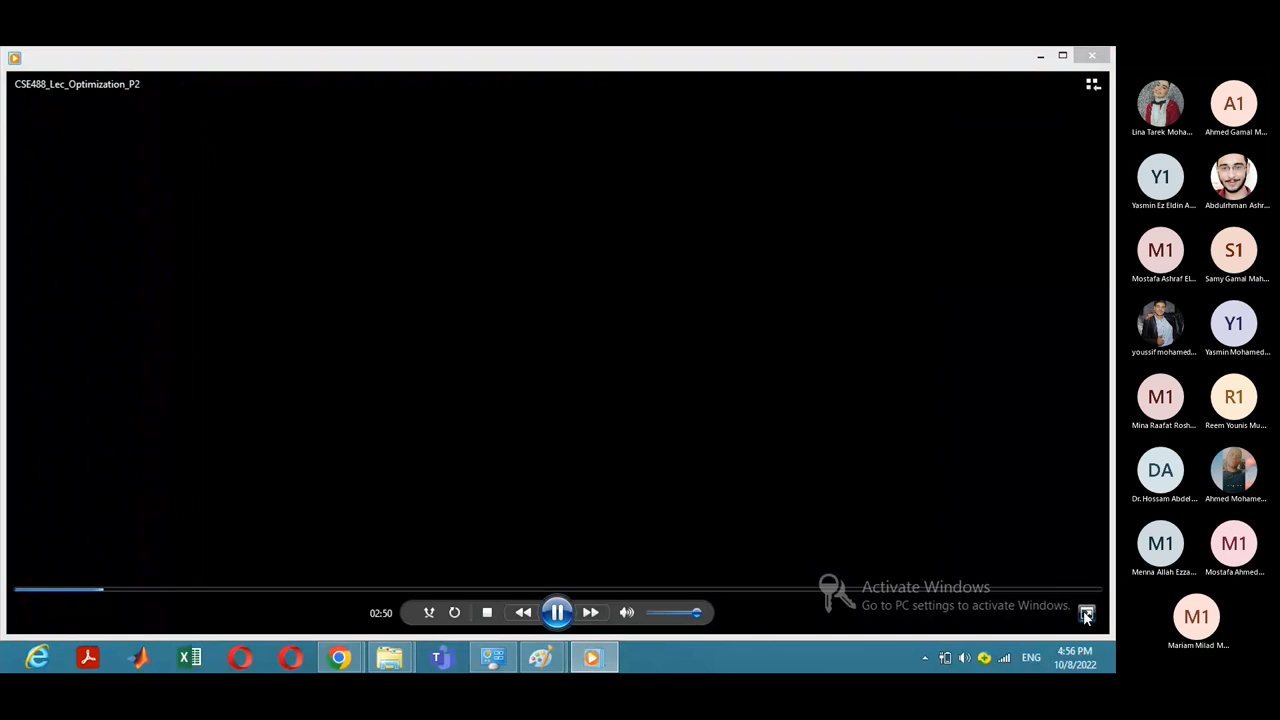 CSE488_Lec_Optimization_P2
Lina Tarek Moha...
A1
Ahmed Gamal M...
Y1
Yasmin Ez Eldin A...
Abdulrhman Ashr...
M1
Mostafa Ashraf El...
S1
Samy Gamal Mah...
youssif mohamed...
Y1
Yasmin Mohamed...
M1
Mina Raafat Rosh...
R1
Reem Younis Mu...
DA
Dr. Hossam Abdel...
Ahmed Mohame...
M1
Menna Allah Ezza...
M1
Mostafa Ahmed...
M1
Mariam Milad M...
Activate Windows
Go to PC settings to activate Windows.
02:50
ENG
4:56 PM
10/8/2022